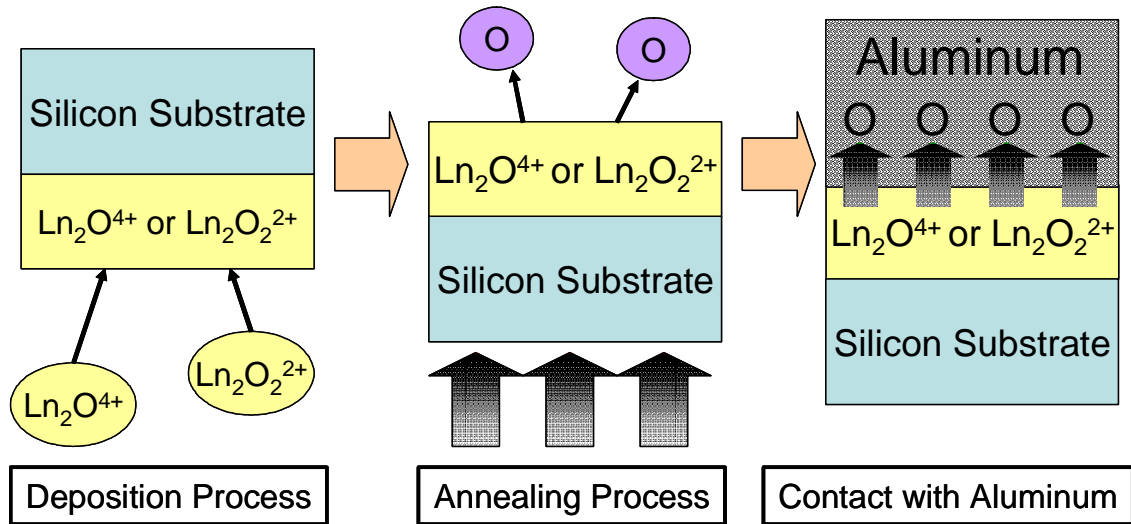 Silicon Substrate
Ln₂O⁴⁺ or Ln₂O₂²⁺
Ln₂O⁴⁺
Ln₂O₂²⁺
Deposition Process
O
O
Ln₂O⁴⁺ or Ln₂O₂²⁺
Silicon Substrate
Annealing Process
Aluminum
O O O O
Ln₂O⁴⁺ or Ln₂O₂²⁺
Silicon Substrate
Contact with Aluminum